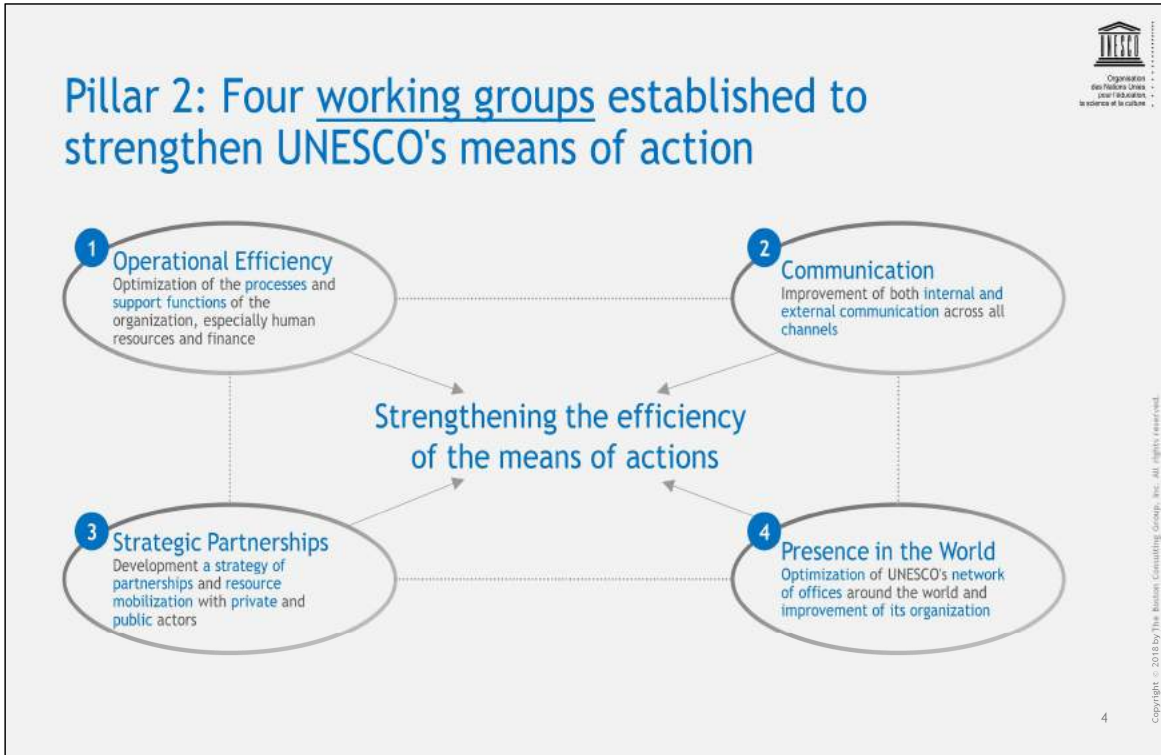 UNESCO
Organisation
des Nations Unies
pour l'éducation,
la science et la culture
Pillar 2: Four working groups established to
strengthen UNESCO's means of action
1
Operational Efficiency
Optimization of the processes and
support functions of the
organization, especially human
resources and finance
2
Communication
Improvement of both internal and
external communication across all
channels
Strengthening the efficiency
of the means of actions
3
Strategic Partnerships
Development a strategy of
partnerships and resource
mobilization with private and
public actors
4
Presence in the World
Optimization of UNESCO's network
of offices around the world and
improvement of its organization
Copyright © 2018 by The Boston Consulting Group, Inc. All rights reserved.
4